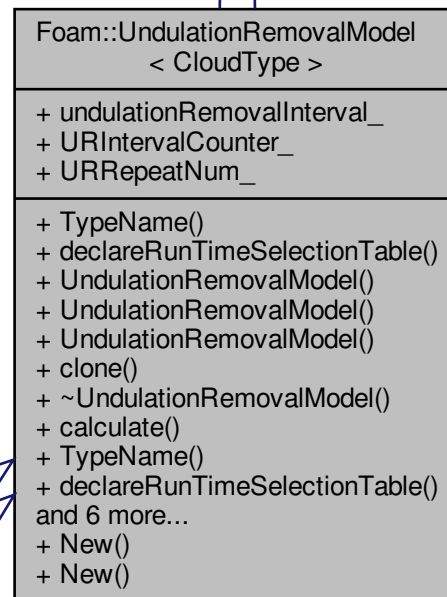 Foam::UndulationRemovalModel
< CloudType >
+ undulationRemovalInterval_
+ URIntervalCounter_
+ URRepeatNum_
+ TypeName()
+ declareRunTimeSelectionTable()
+ UndulationRemovalModel()
+ UndulationRemovalModel()
+ UndulationRemovalModel()
+ clone()
+ ~UndulationRemovalModel()
+ calculate()
+ TypeName()
+ declareRunTimeSelectionTable()
and 6 more...
+ New()
+ New()